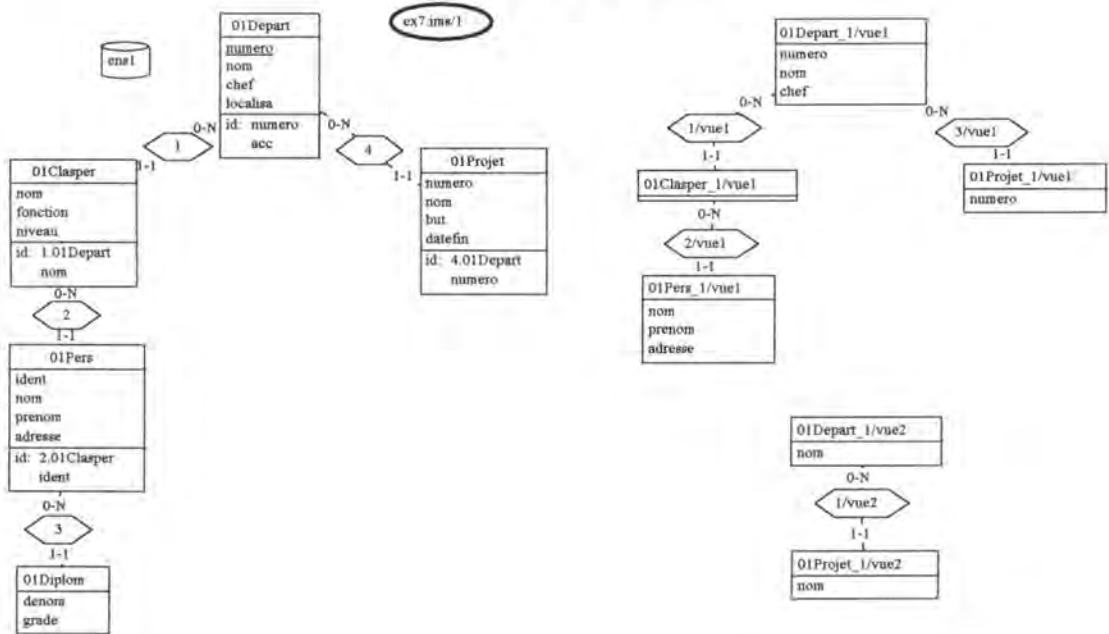 ex7.ims/1
ens1
01Depart
numero
nom
chef
localisa
id: numero
acc
0-N
1
1-1
0-N
4
1-1
01Clasper
nom
fonction
niveau
id: 1.01Depart
nom
0-N
2
1-1
01Projet
numero
nom
but
datefin
id: 4.01Depart
numero
01Pers
ident
nom
prenom
adresse
id: 2.01Clasper
ident
0-N
3
1-1
01Diplom
denom
grade
01Depart_1/vue1
numero
nom
chef
0-N
1/vue1
1-1
0-N
3/vue1
1-1
01Clasper_1/vue1
0-N
2/vue1
1-1
01Projet_1/vue1
numero
01Pers_1/vue1
nom
prenom
adresse
01Depart_1/vue2
nom
0-N
1/vue2
1-1
01Projet_1/vue2
nom